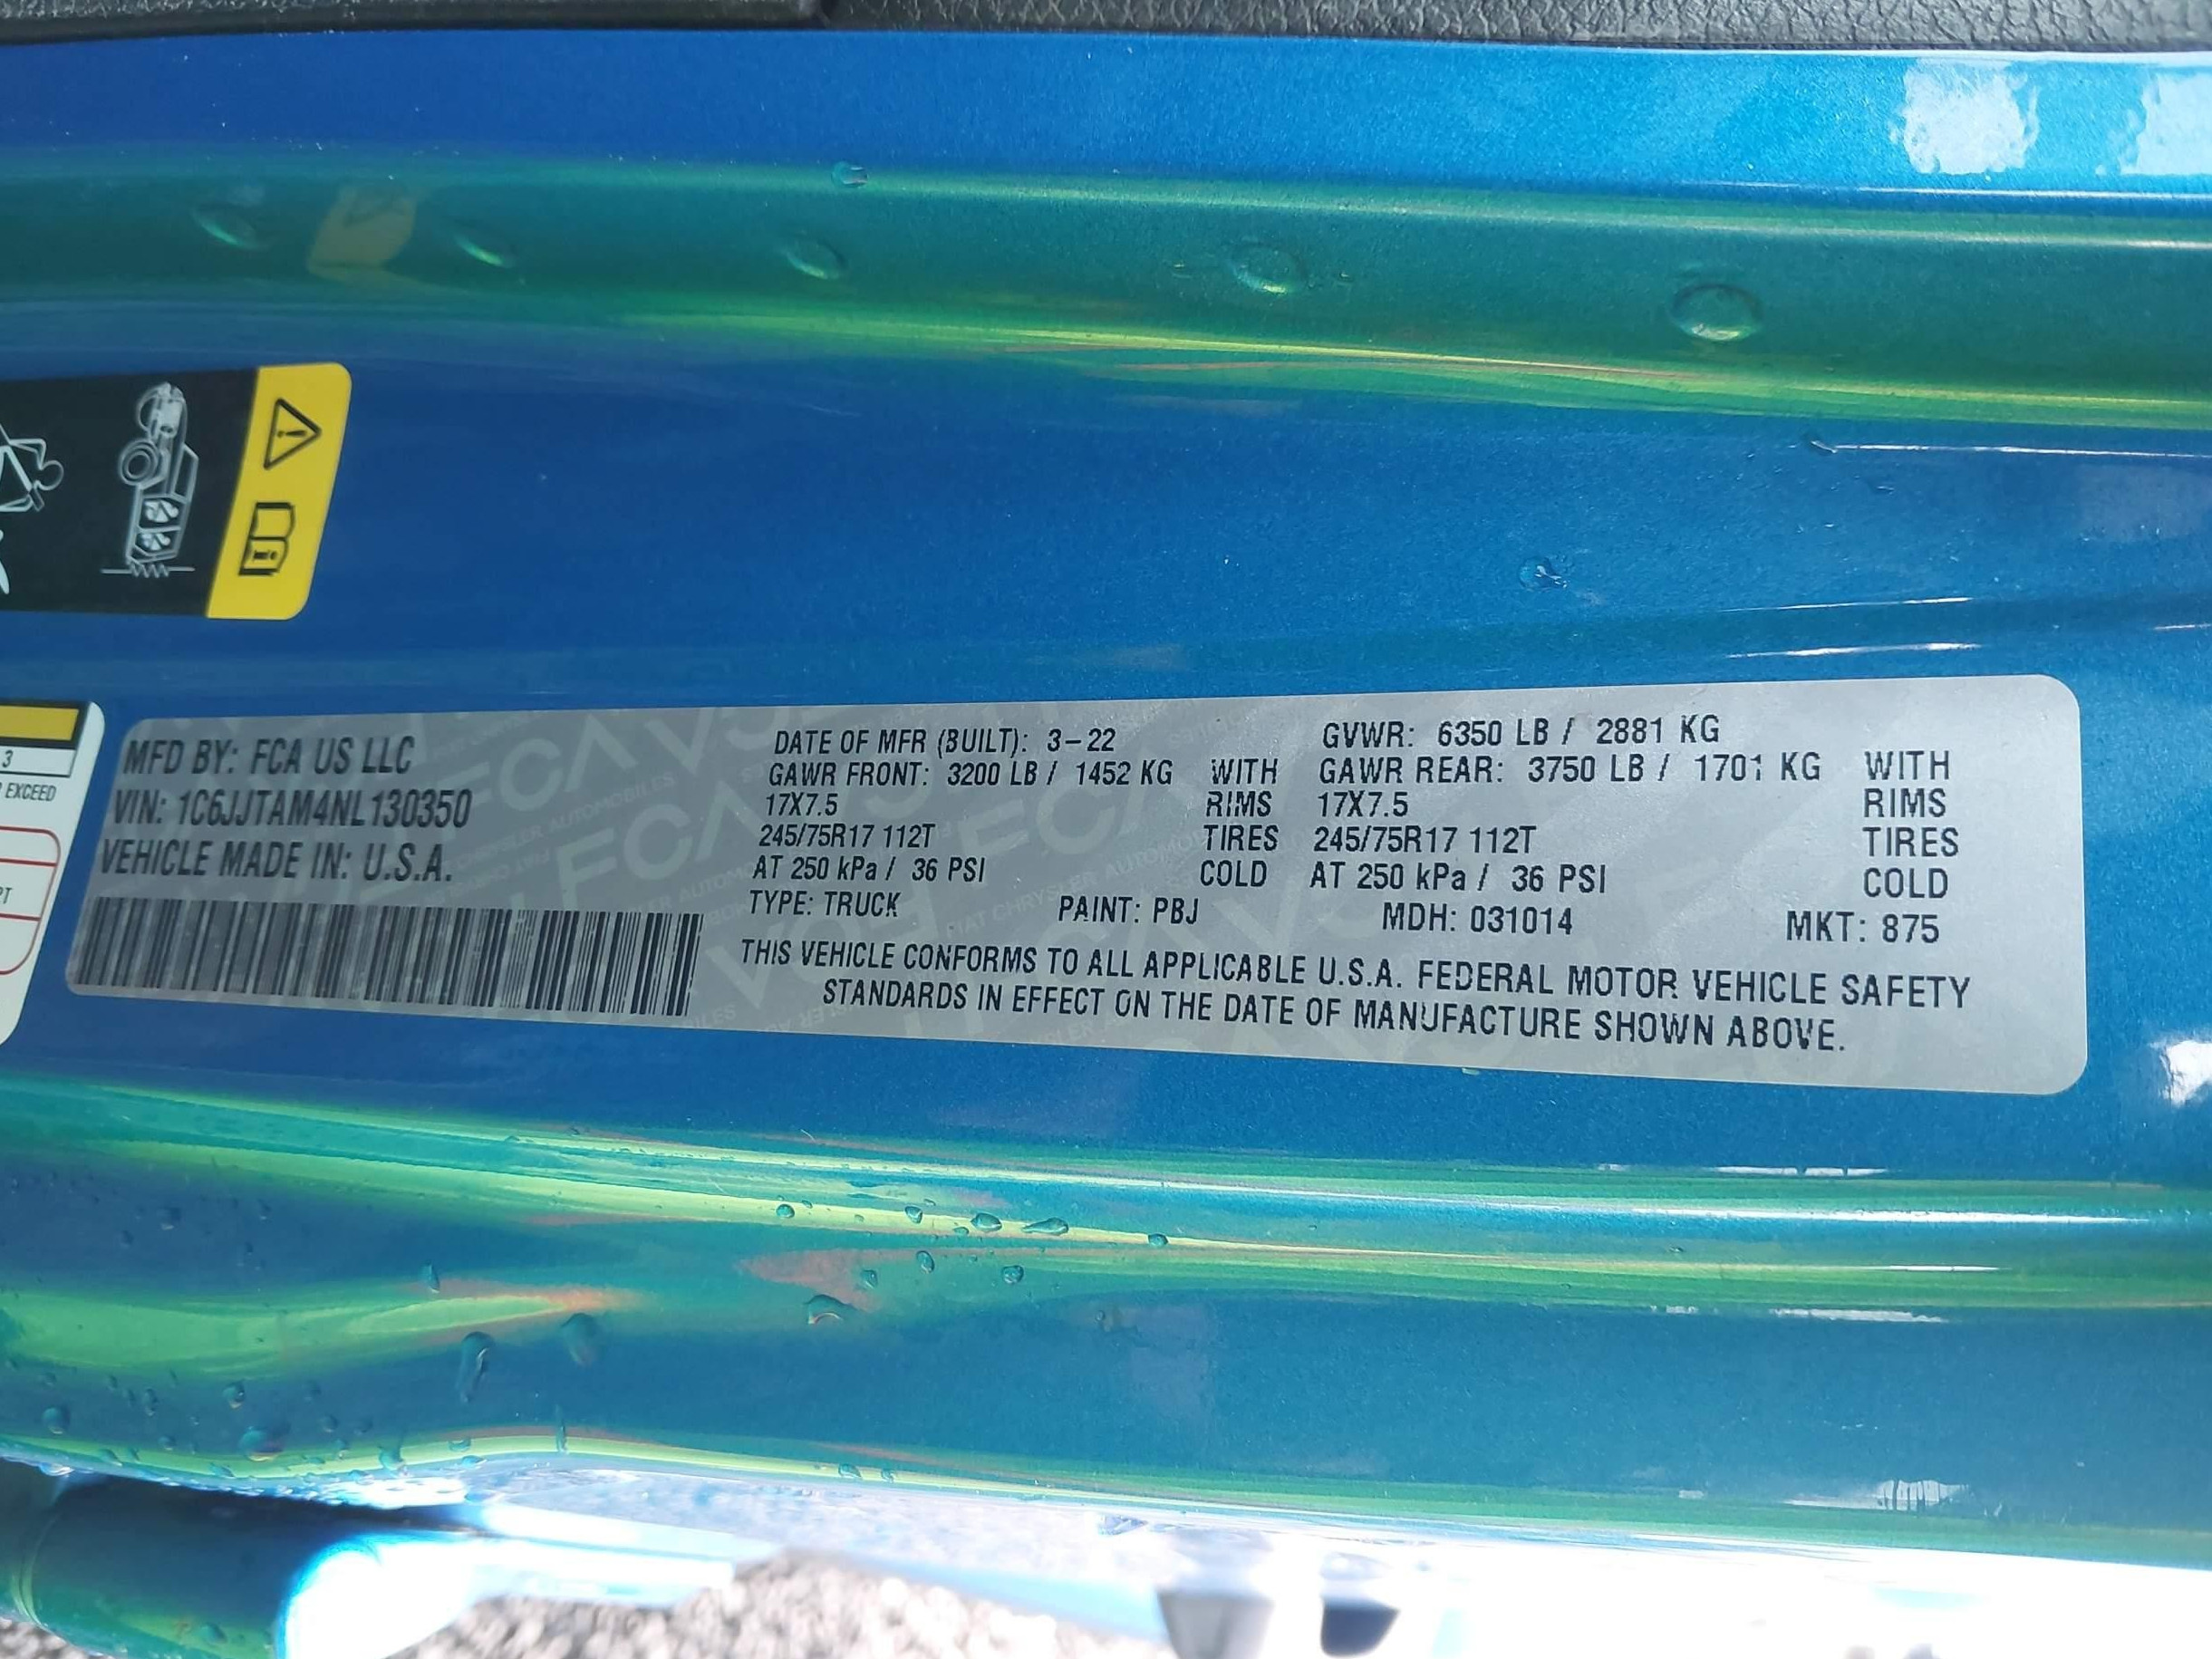 MFD BY: FCA US LLC
VIN: 1C6JJTAM4NL130350
VEHICLE MADE IN: U.S.A.
DATE OF MFR (BUILT): 3-22 GVWR: 6350 LB / 2881 KG
GAWR FRONT: 3200 LB / 1452 KG WITH GAWR REAR: 3750 LB / 1701 KG WITH
17X7.5 RIMS 17X7.5 RIMS
245/75R17 112T TIRES 245/75R17 112T TIRES
AT 250 kPa / 36 PSI COLD AT 250 kPa / 36 PSI COLD
TYPE: TRUCK PAINT: PBJ MDH: 031014 MKT: 875
THIS VEHICLE CONFORMS TO ALL APPLICABLE U.S.A. FEDERAL MOTOR VEHICLE SAFETY
STANDARDS IN EFFECT ON THE DATE OF MANUFACTURE SHOWN ABOVE.
3
EXCEED